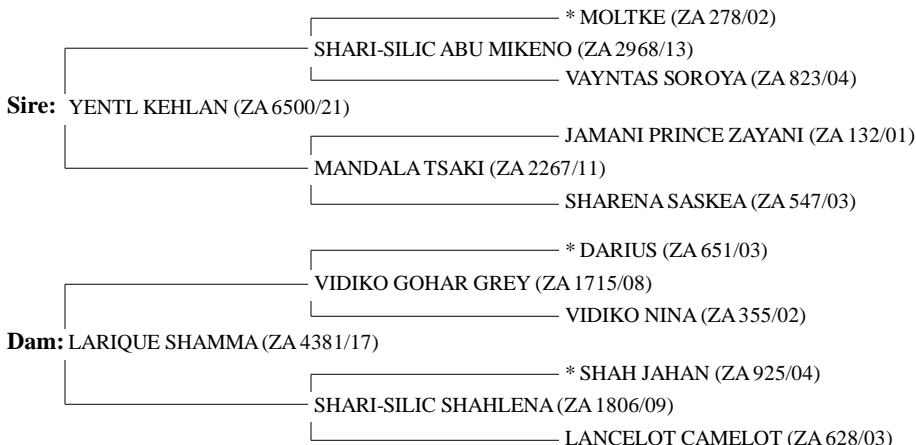 * MOLTKE (ZA 278/02)
SHARI-SILIC ABU MIKENO (ZA 2968/13)
VAYNTAS SOROYA (ZA 823/04)
Sire: YENTL KEHLAN (ZA 6500/21)
JAMANI PRINCE ZAYANI (ZA 132/01)
MANDALA TSAKI (ZA 2267/11)
SHARENA SASKEA (ZA 547/03)
* DARIUS (ZA 651/03)
VIDIKO GOHAR GREY (ZA 1715/08)
VIDIKO NINA (ZA 355/02)
Dam: LARIQUE SHAMMA (ZA 4381/17)
* SHAH JAHAN (ZA 925/04)
SHARI-SILIC SHAHLENA (ZA 1806/09)
LANCELOT CAMELOT (ZA 628/03)